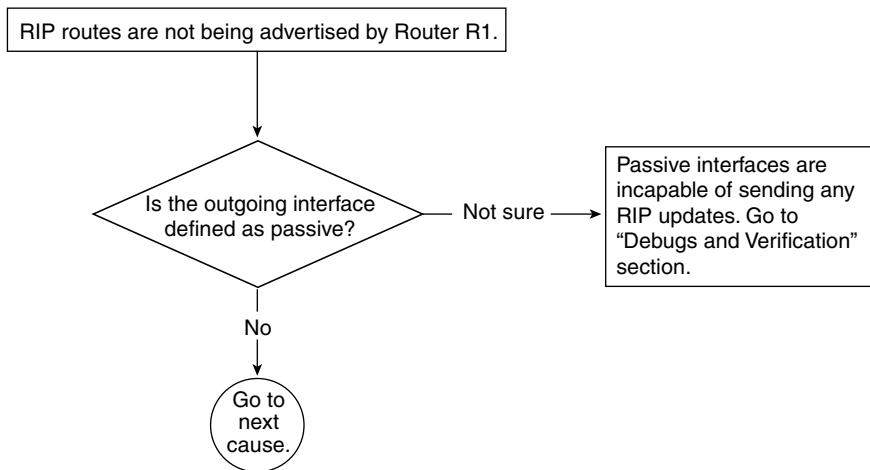 RIP routes are not being advertised by Router R1.
Is the outgoing interface
defined as passive?
Not sure
Passive interfaces are
incapable of sending any
RIP updates. Go to
“Debugs and Verification”
section.
No
Go to
next
cause.